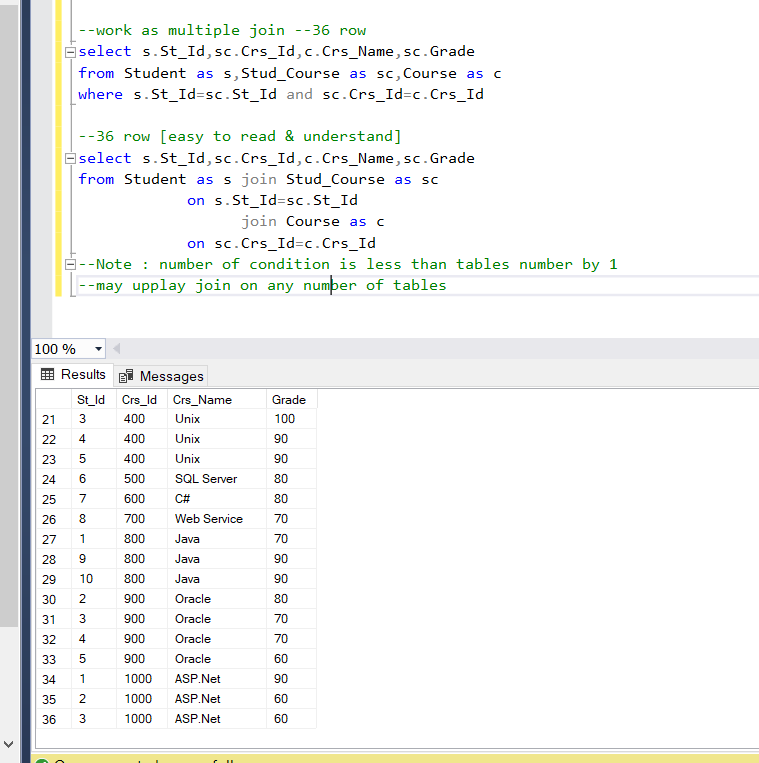 --work as multiple join --36 row
select s.St_Id,sc.Crs_Id,c.Crs_Name,sc.Grade
from Student as s,Stud_Course as sc,Course as c
where s.St_Id=sc.St_Id and sc.Crs_Id=c.Crs_Id
--36 row [easy to read & understand]
select s.St_Id,sc.Crs_Id,c.Crs_Name,sc.Grade
from Student as s join Stud_Course as sc
on s.St_Id=sc.St_Id
join Course as c
on sc.Crs_Id=c.Crs_Id
--Note : number of condition is less than tables number by 1
--may upplay join on any number of tables
100 %
Results Messages
St_Id Crs_Id Crs_Name Grade
21 3 400 Unix 100
22 4 400 Unix 90
23 5 400 Unix 90
24 6 500 SQL Server 80
25 7 600 C# 80
26 8 700 Web Service 70
27 1 800 Java 70
28 9 800 Java 90
29 10 800 Java 90
30 2 900 Oracle 80
31 3 900 Oracle 70
32 4 900 Oracle 70
33 5 900 Oracle 60
34 1 1000 ASP.Net 90
35 2 1000 ASP.Net 60
36 3 1000 ASP.Net 60